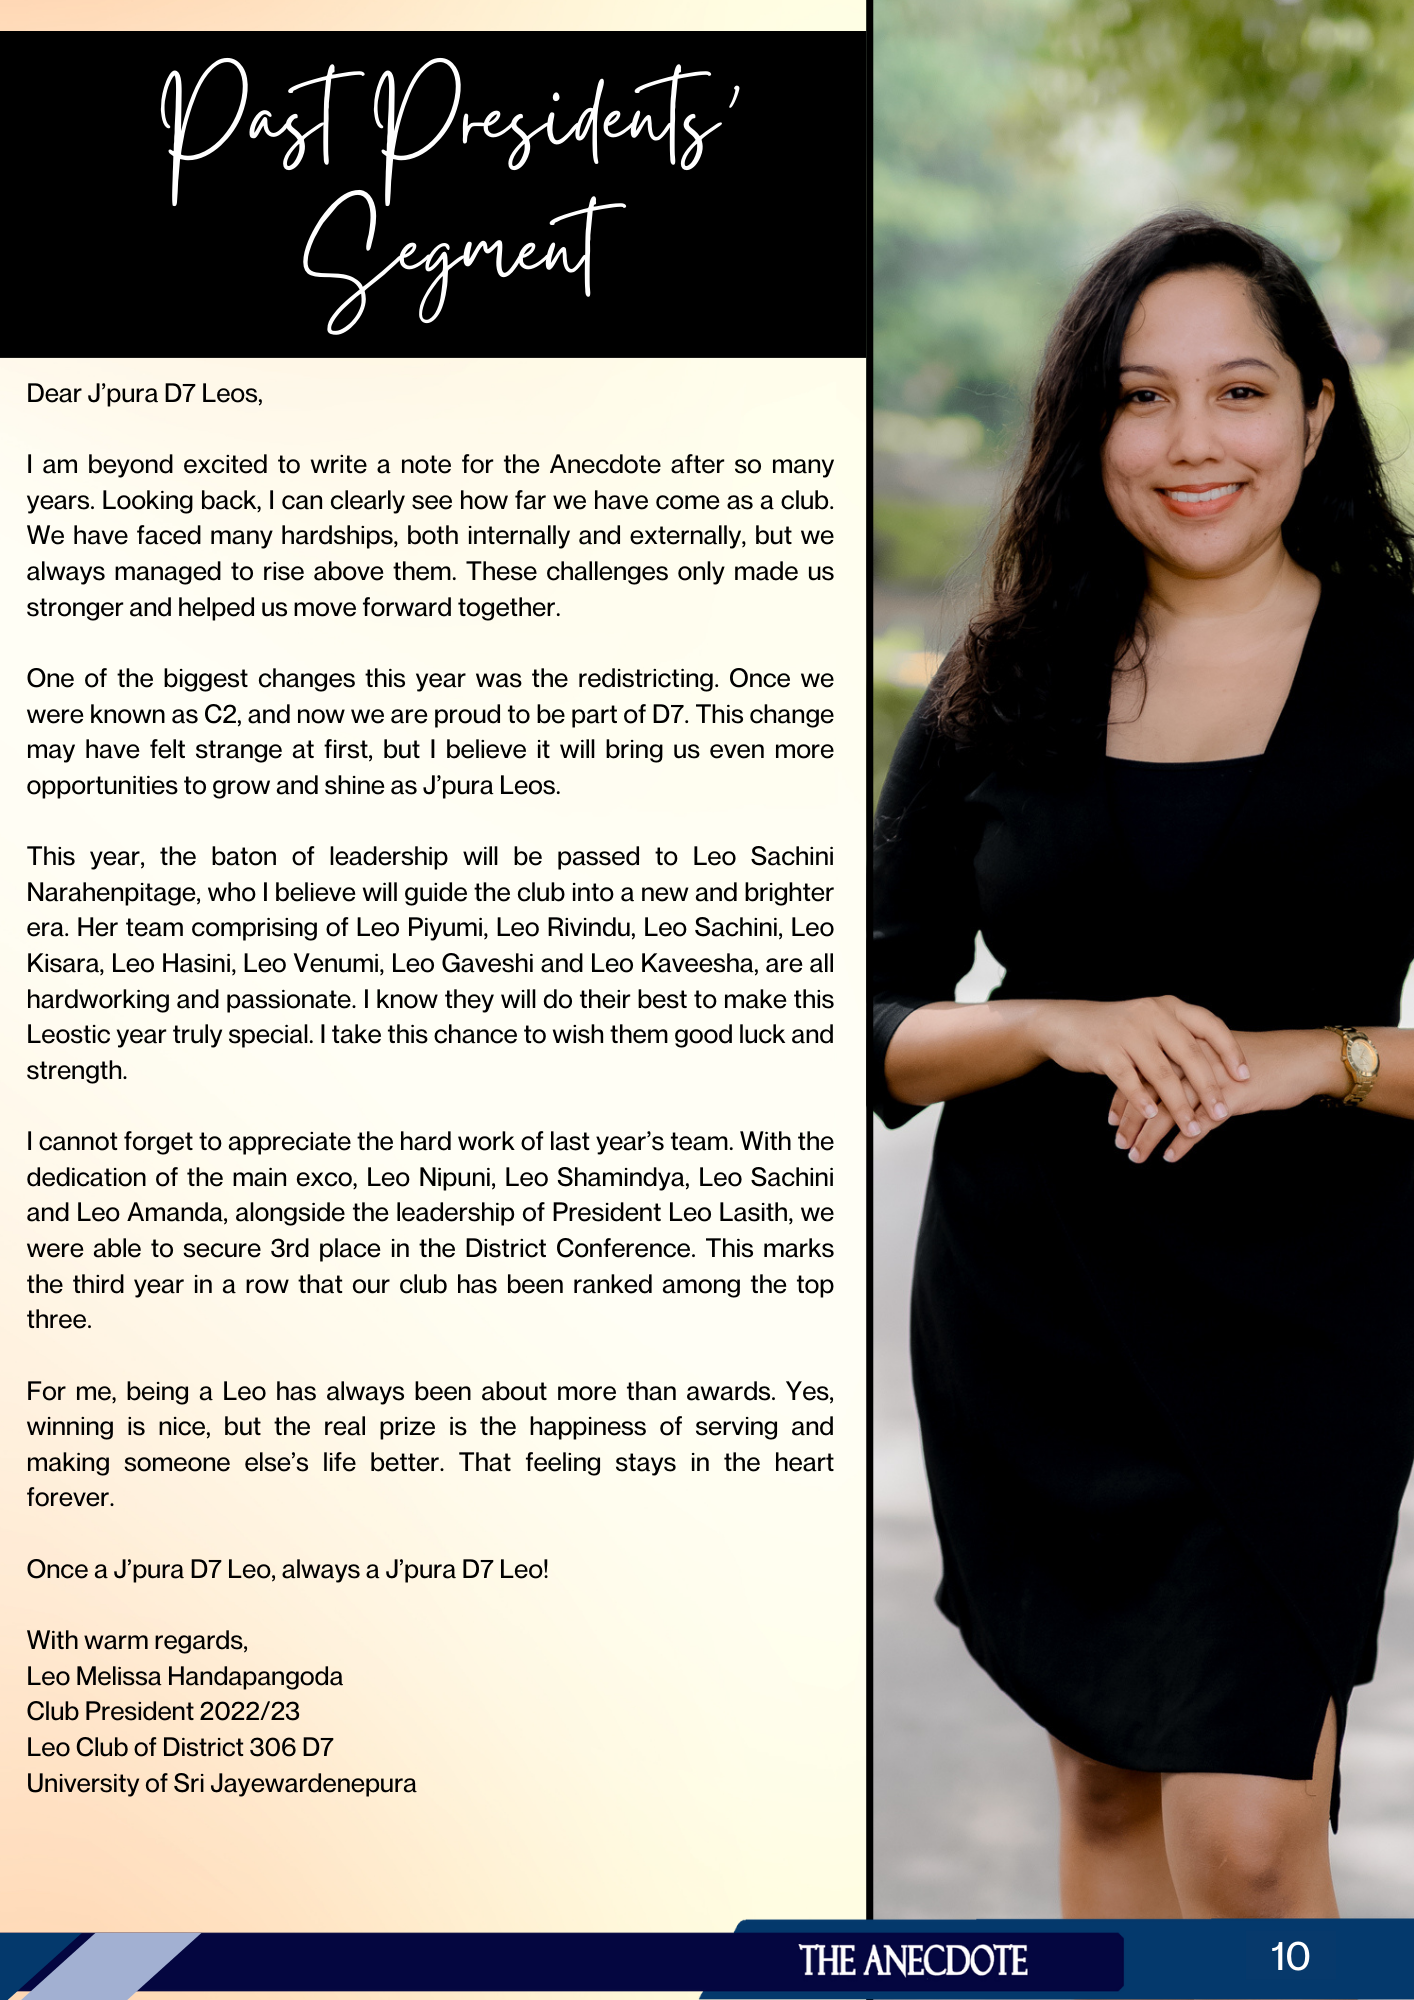 Past Presidents'
Segment
Dear J’pura D7 Leos,
I am beyond excited to write a note for the Anecdote after so many
years. Looking back, I can clearly see how far we have come as a club.
We have faced many hardships, both internally and externally, but we
always managed to rise above them. These challenges only made us
stronger and helped us move forward together.
One of the biggest changes this year was the redistricting. Once we
were known as C2, and now we are proud to be part of D7. This change
may have felt strange at first, but I believe it will bring us even more
opportunities to grow and shine as J’pura Leos.
This year, the baton of leadership will be passed to Leo Sachini
Narahenpitage, who I believe will guide the club into a new and brighter
era. Her team comprising of Leo Piyumi, Leo Rivindu, Leo Sachini, Leo
Kisara, Leo Hasini, Leo Venumi, Leo Gaveshi and Leo Kaveesha, are all
hardworking and passionate. I know they will do their best to make this
Leostic year truly special. I take this chance to wish them good luck and
strength.
I cannot forget to appreciate the hard work of last year’s team. With the
dedication of the main exco, Leo Nipuni, Leo Shamindya, Leo Sachini
and Leo Amanda, alongside the leadership of President Leo Lasith, we
were able to secure 3rd place in the District Conference. This marks
the third year in a row that our club has been ranked among the top
three.
For me, being a Leo has always been about more than awards. Yes,
winning is nice, but the real prize is the happiness of serving and
making someone else’s life better. That feeling stays in the heart
forever.
Once a J’pura D7 Leo, always a J’pura D7 Leo!
With warm regards,
Leo Melissa Handapangoda
Club President 2022/23
Leo Club of District 306 D7
University of Sri Jayewardenepura
THE ANECDOTE
10